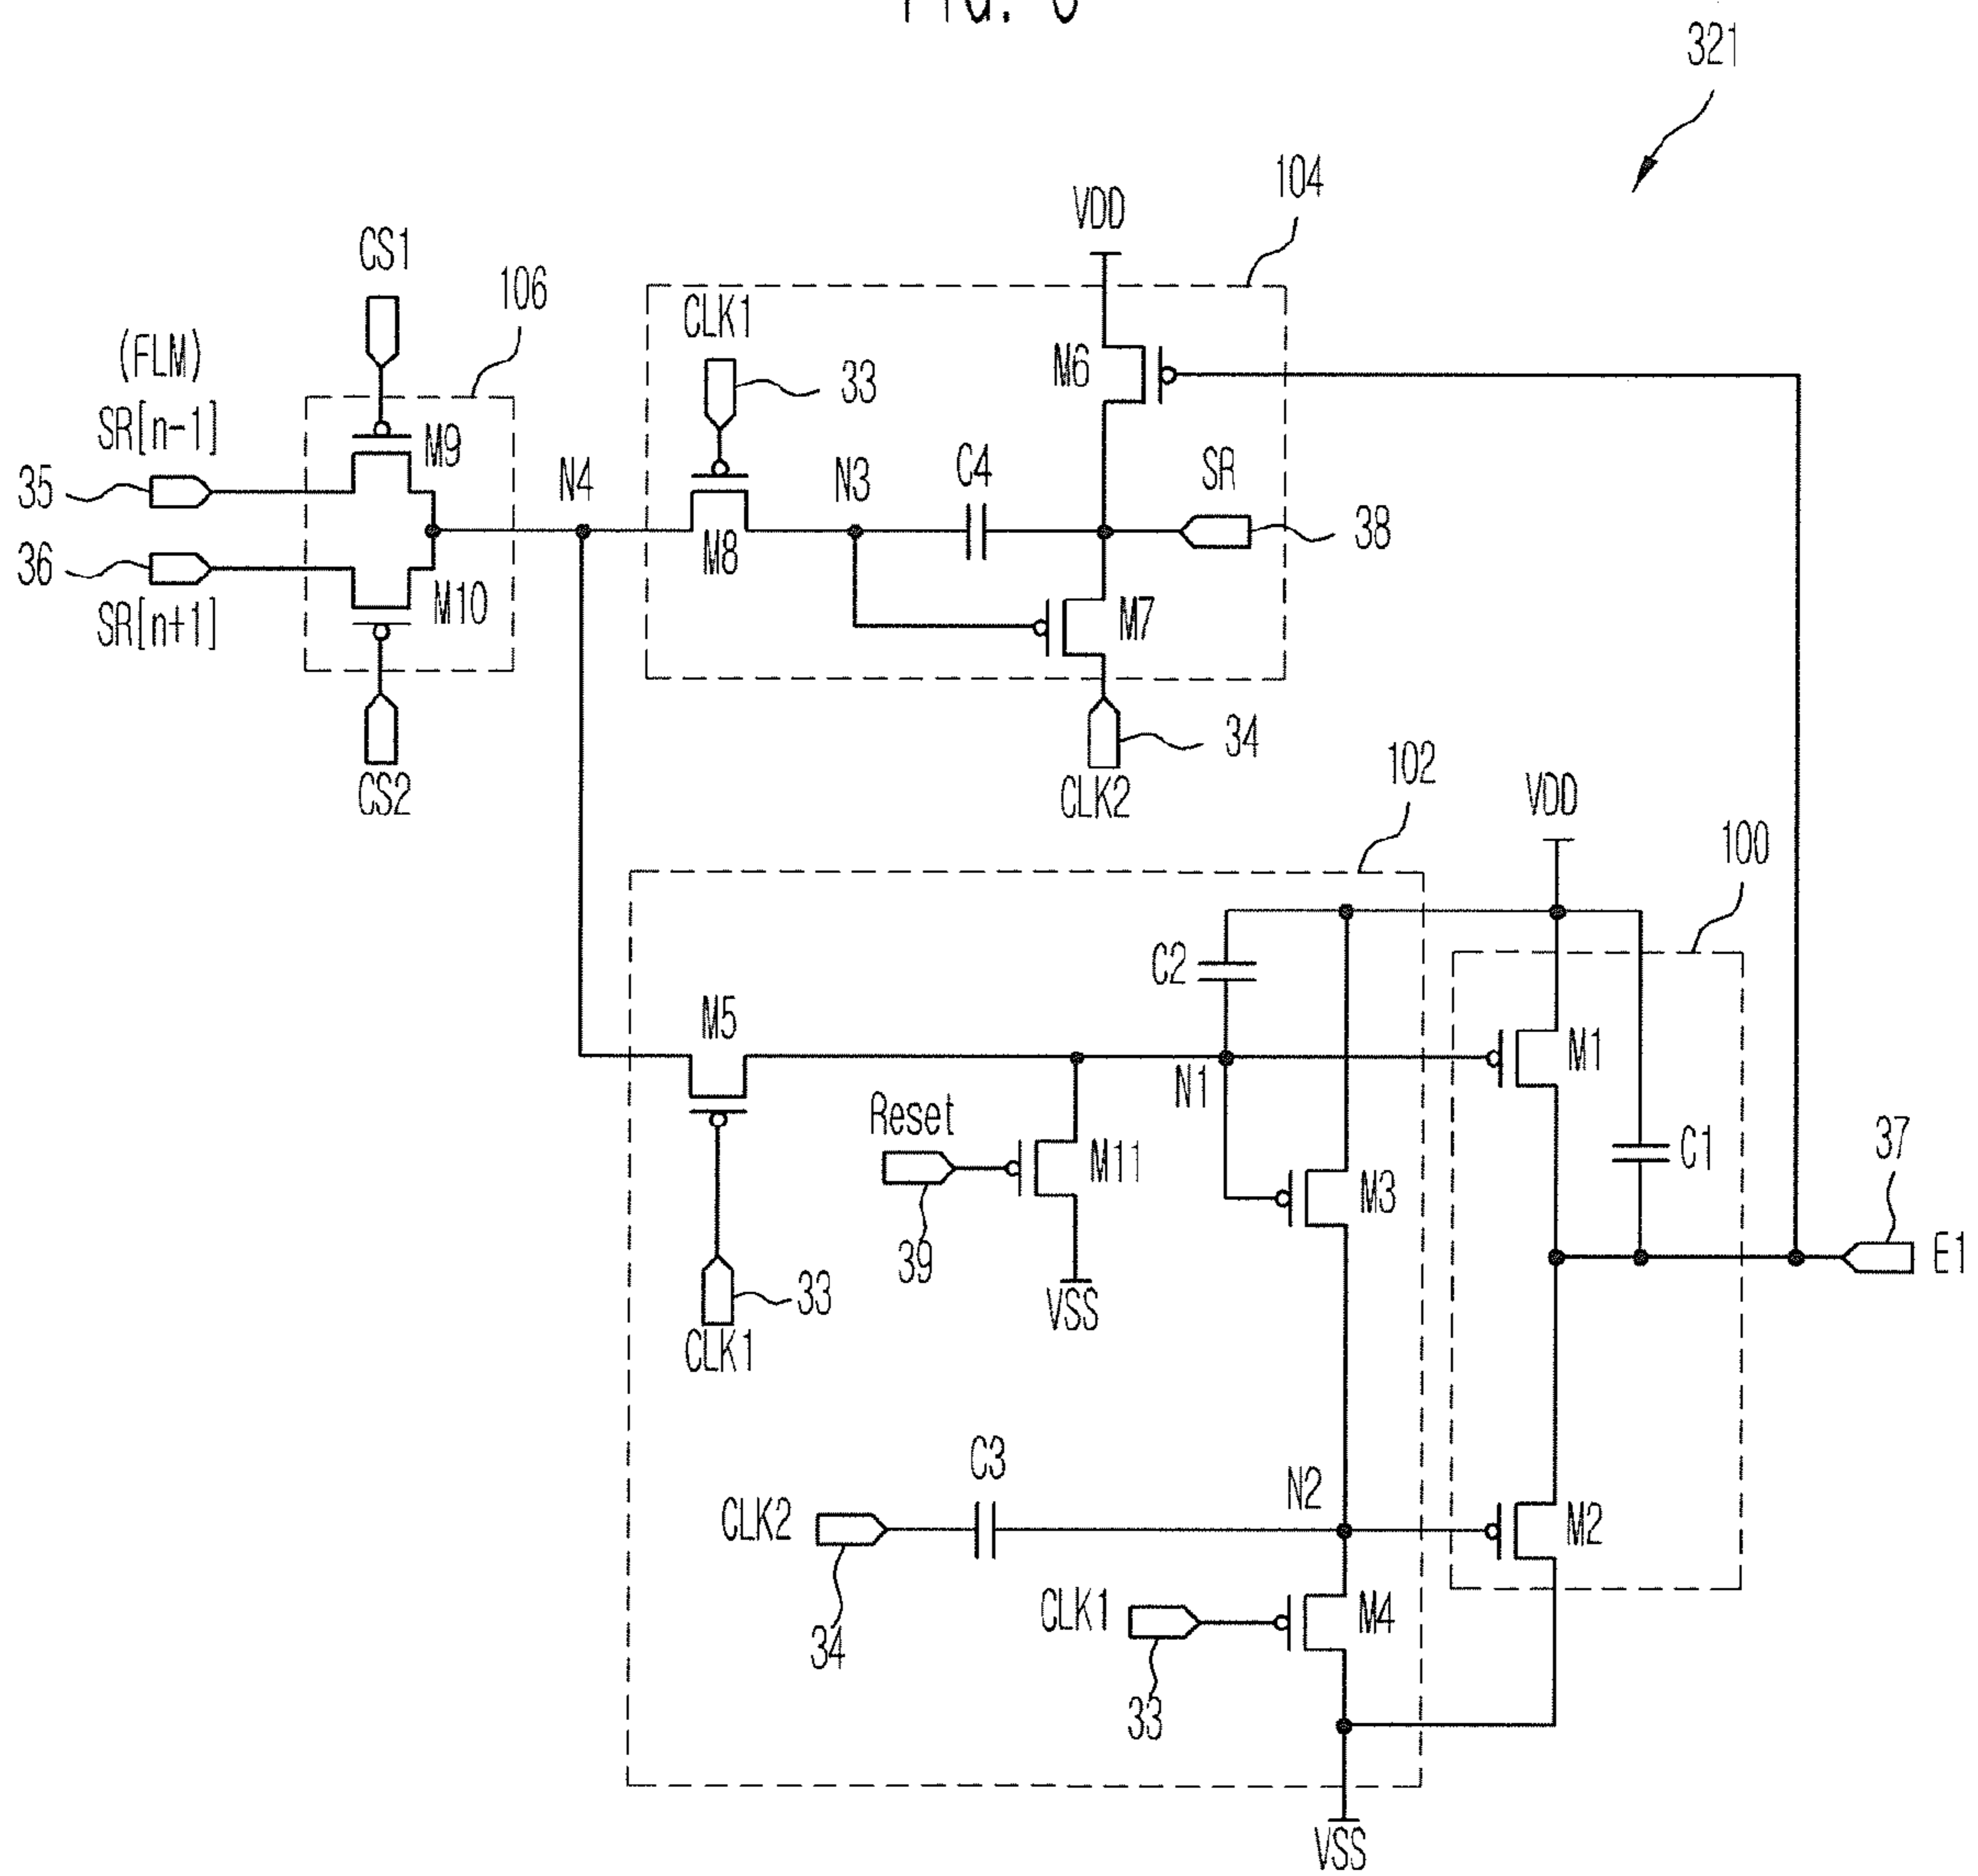 321
104
VDD
CS1
106
CLK1
(FLM)
M6
33
SR[n-1]
M9
35
N4
N3
C4
SR
38
M8
36
M10
SR[n+1]
M7
34
CS2
CLK2
102
VDD
100
C2
M5
M1
N1
Reset
M11
C1
37
M3
39
E1
33
VSS
CLK1
C3
N2
CLK2
M2
CLK1
M4
34
33
VSS